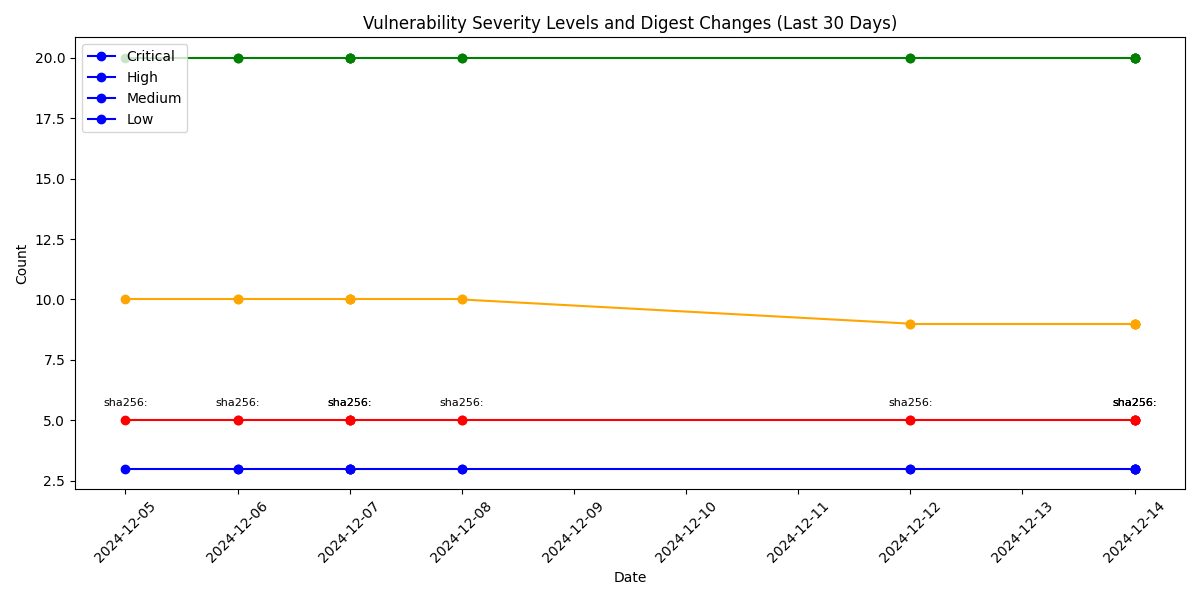 Vulnerability Severity Levels and Digest Changes (Last 30 Days)
Critical
High
Medium
Low
20.0
17.5
15.0
12.5
10.0
7.5
5.0
2.5
Count
sha256: sha256: sha256: sha256: sha256: sha256:
2024-12-05 2024-12-06 2024-12-07 2024-12-08 2024-12-09 2024-12-10 2024-12-11 2024-12-12 2024-12-13 2024-12-14
Date